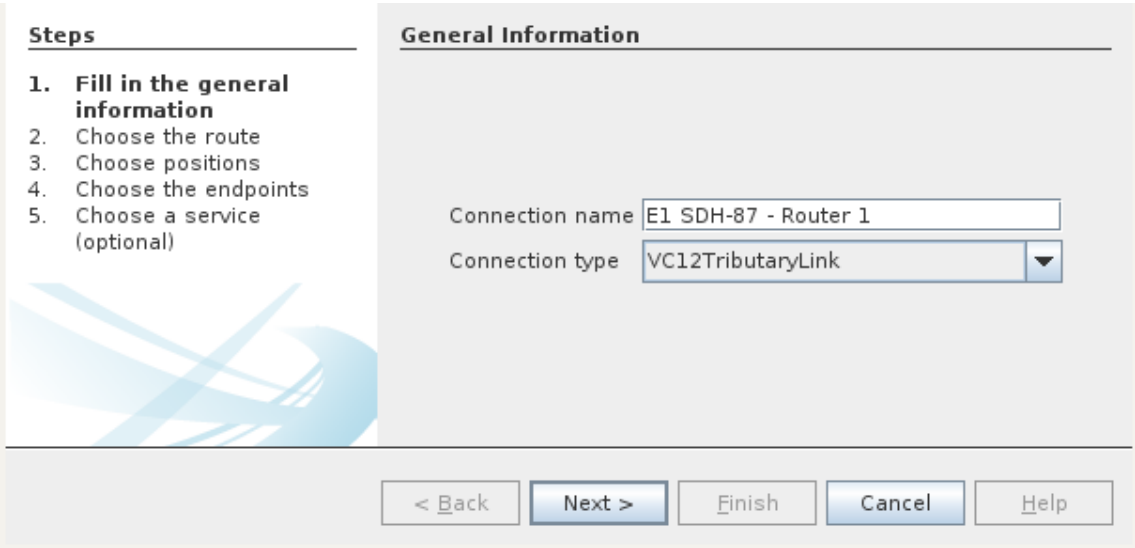 Steps
1. Fill in the general
information
2. Choose the route
3. Choose positions
4. Choose the endpoints
5. Choose a service
(optional)
General Information
Connection name E1 SDH-87 - Router 1
Connection type VC12TributaryLink
< Back Next > Finish Cancel Help